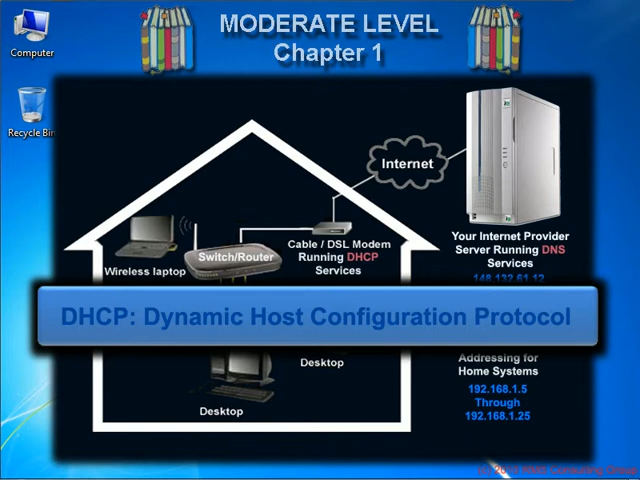 MODERATE LEVEL
Chapter 1
Computer
Recycle Bin
Internet
Your Internet Provider
Server Running DNS
Services
148.132.61.12
Cable / DSL Modem
Running DHCP
Services
Switch/Router
Wireless laptop
DHCP: Dynamic Host Configuration Protocol
Desktop
Desktop
Addressing for
Home Systems
192.168.1.5
Through
192.168.1.25
Consulting Group